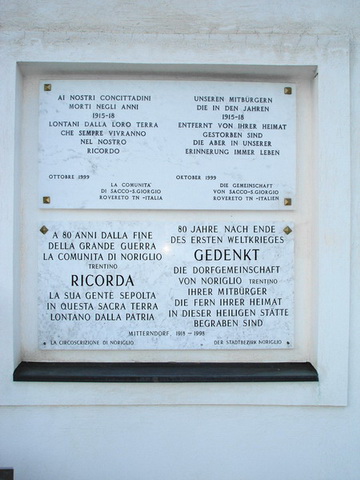 AI NOSTRI CONCITTADINI
MORTI NEGLI ANNI
1915-18
LONTANI DALLA LORO TERRA
CHE SEMPRE VIVRANNO
NEL NOSTRO
RICORDO
OTTOBRE 1999
LA COMUNITA'
DI SACCO-S.GIORGIO
ROVERETO TN -ITALIA
UNSEREN MITBÜRGERN
DIE IN DEN JAHREN
1915-18
ENTFERNT VON IHRER HEIMAT
GESTORBEN SIND
DIE ABER IN UNSERER
ERINNERUNG IMMER LEBEN
OKTOBER 1999
DIE GEMEINSCHAFT
VON SACCO-S.GIORGIO
ROVERETO TN -ITALIEN
A 80 ANNI DALLA FINE
DELLA GRANDE GUERRA
LA COMUNITA DI NORIGLIO
TRENTINO
RICORDA
LA SUA GENTE SEPOLTA
IN QUESTA SACRA TERRA
LONTANO DALLA PATRIA
80 JAHRE NACH ENDE
DES ERSTEN WELTKRIEGES
GEDENKT
DIE DORFGEMEINSCHAFT
VON NORIGLIO TRENTINO
IHRER MITBÜRGER
DIE FERN IHRER HEIMAT
IN DIESER HEILIGEN STÄTTE
BEGRABEN SIND
MITTERNDORF 1918-1998
LA CIRCOSCRIZIONE DI NORIGLIO
DER STADTBEZIRK NORIGLIO